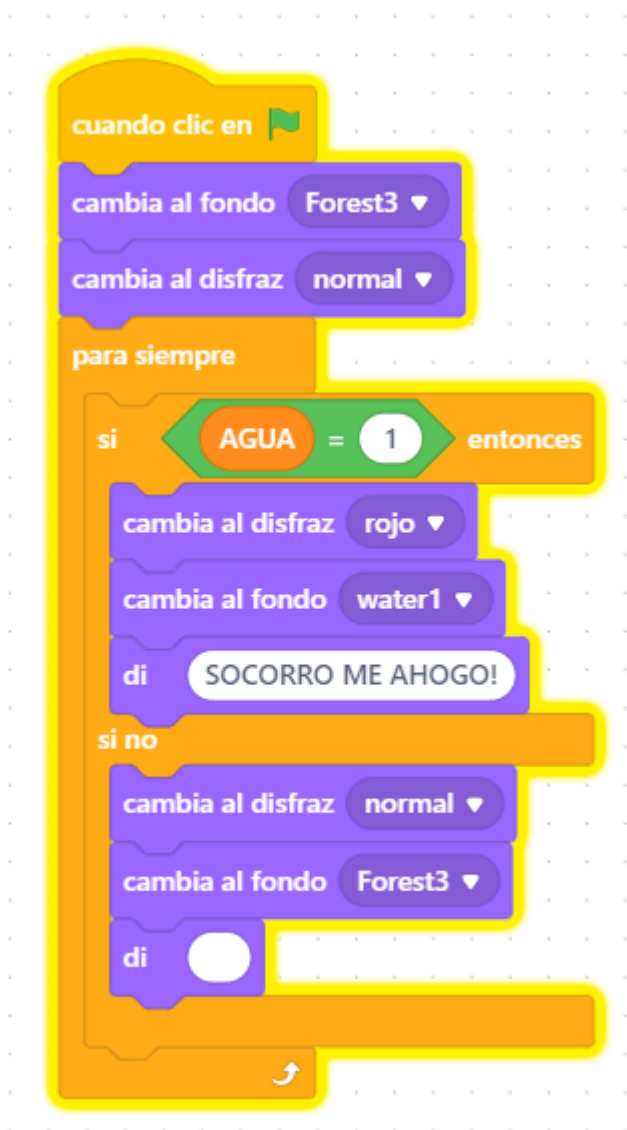 cuando clic en
cambia al fondo Forest3
cambia al disfraz normal
para siempre
si AGUA = 1 entonces
cambia al disfraz rojo
cambia al fondo water1
di SOCORRO ME AHOGO!
si no
cambia al disfraz normal
cambia al fondo Forest3
di